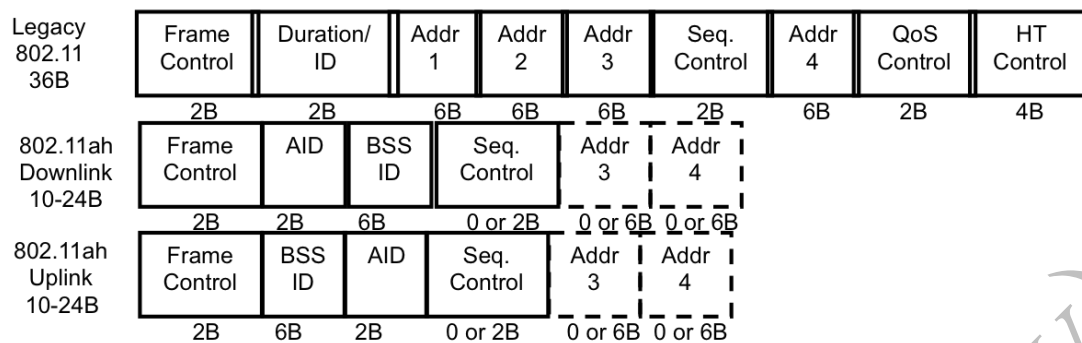 Legacy
802.11
36B
Frame
Control
Duration/
ID
Addr
1
Addr
2
Addr
3
Seq.
Control
Addr
4
QoS
Control
HT
Control
2B 2B 6B 6B 6B 2B 6B 2B 4B
802.11ah
Downlink
10-24B
Frame
Control
AID
BSS
ID
Seq.
Control
Addr
3
Addr
4
2B 2B 6B 0 or 2B 0 or 6B 0 or 6B
802.11ah
Uplink
10-24B
Frame
Control
BSS
ID
AID
Seq.
Control
Addr
3
Addr
4
2B 6B 2B 0 or 2B 0 or 6B 0 or 6B